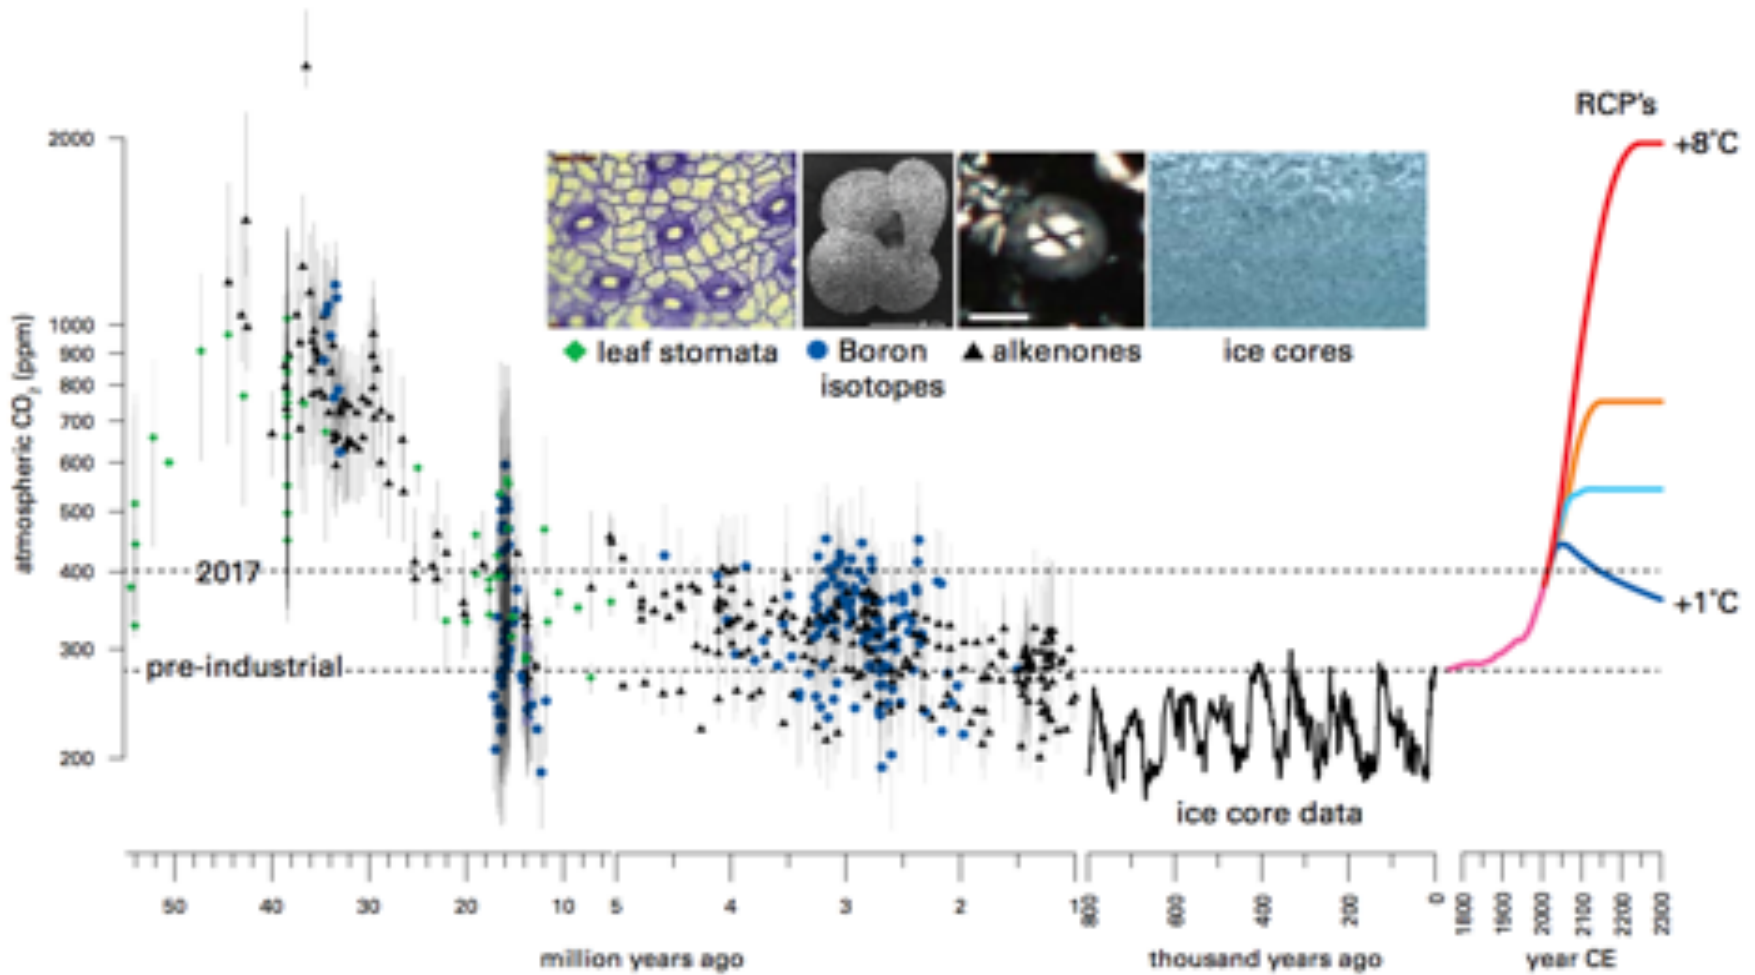 RCP's
2000
+8°C
1000
900
800
700
600
500
400
300
200
atmospheric CO₂ (ppm)
leaf stomata
Boron
isotopes
alkenones
ice cores
2017
+1°C
pre-industrial
ice core data
50 40 30 20 10 5 4 3 2 1
800 600 400 200 0
1800 1900 2000 2100 2200 2300
million years ago
thousand years ago
year CE